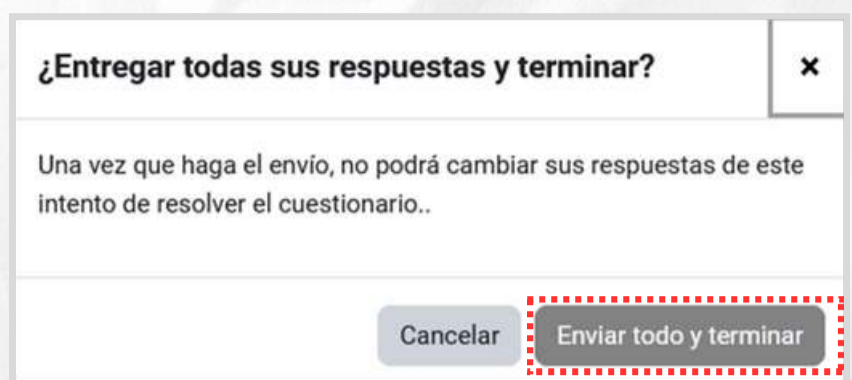 ¿Entregar todas sus respuestas y terminar?
×
Una vez que haga el envío, no podrá cambiar sus respuestas de este
intento de resolver el cuestionario..
Cancelar
Enviar todo y terminar